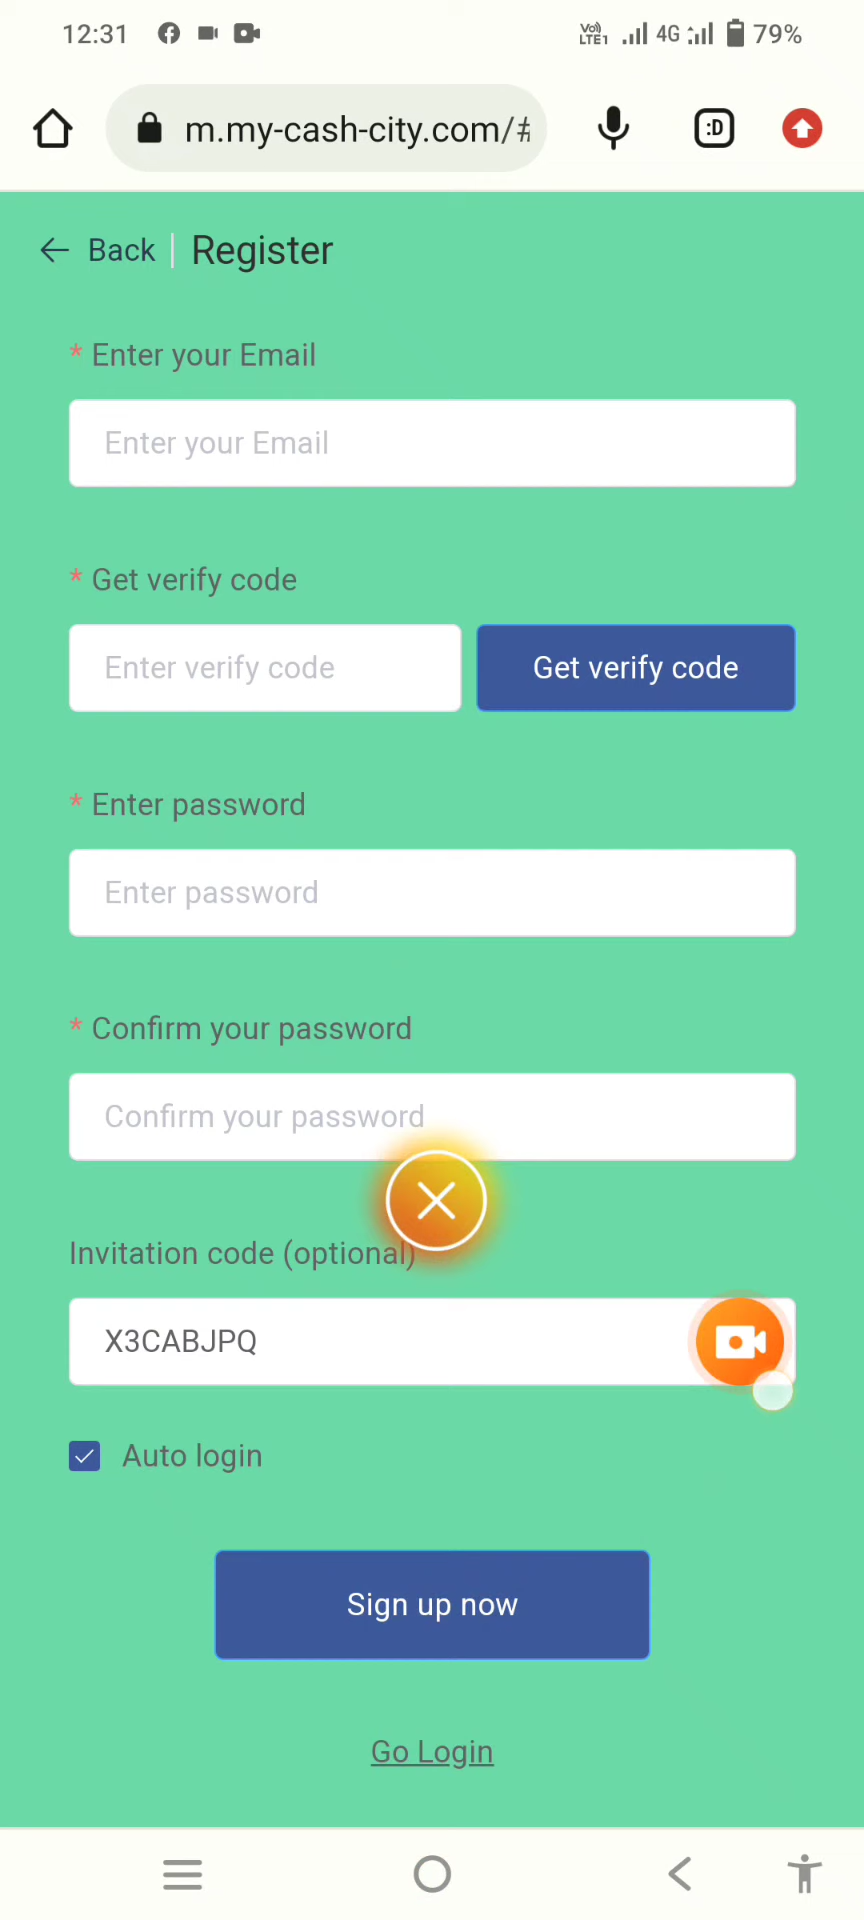 12:31
Vo) LTE1 4G 79%
m.my-cash-city.com/#
:D
Back | Register
* Enter your Email
Enter your Email
* Get verify code
Enter verify code
Get verify code
* Enter password
Enter password
* Confirm your password
Confirm your password
Invitation code (optional)
X3CABJPQ
Auto login
Sign up now
Go Login